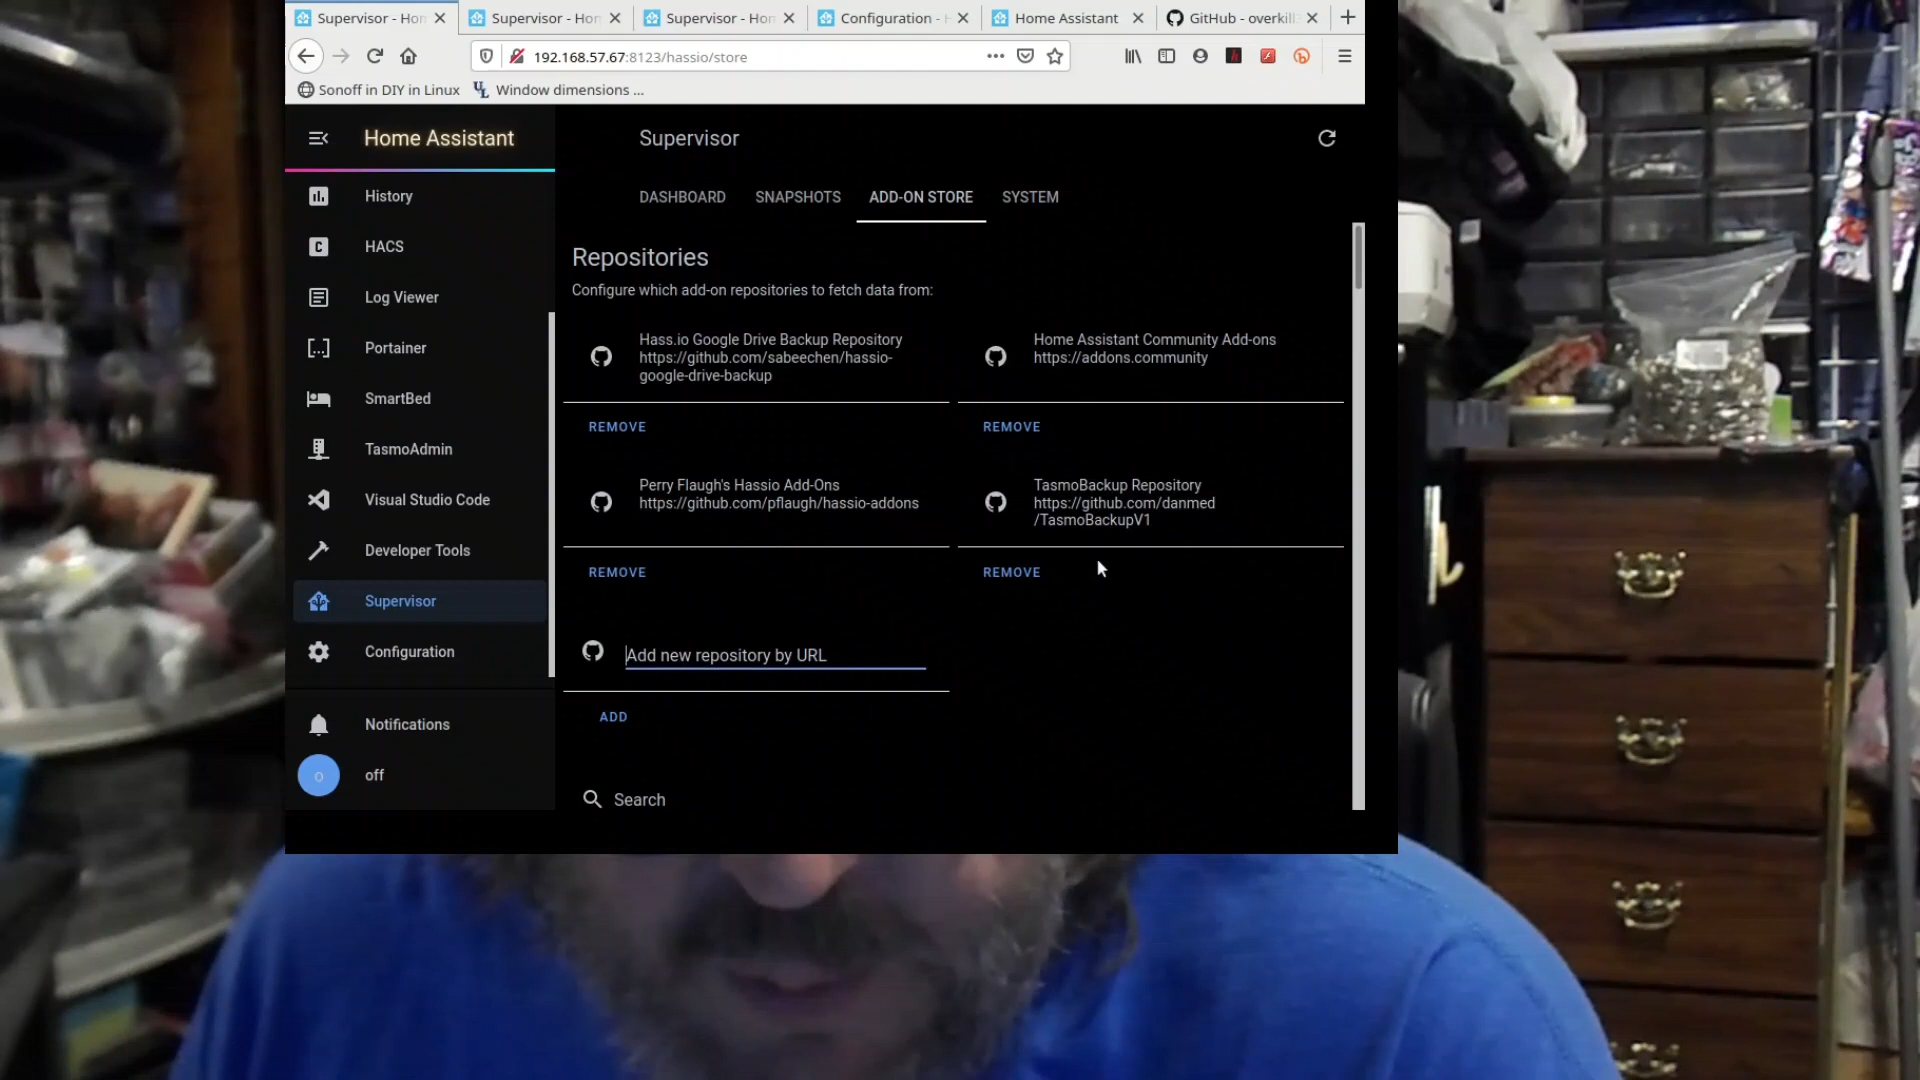 Supervisor - Hom
Supervisor - Hom
Supervisor - Hom
Configuration - H
Home Assistant
GitHub - overkill
192.168.57.67:8123/hassio/store
Sonoff in DIY in Linux
Window dimensions ...
Home Assistant
Supervisor
DASHBOARD
SNAPSHOTS
ADD-ON STORE
SYSTEM
History
HACS
Log Viewer
Portainer
SmartBed
TasmoAdmin
Visual Studio Code
Developer Tools
Supervisor
Configuration
Notifications
o
off
Repositories
Configure which add-on repositories to fetch data from:
Hass.io Google Drive Backup Repository
https://github.com/sabeechen/hassio-
google-drive-backup
REMOVE
Home Assistant Community Add-ons
https://addons.community
REMOVE
Perry Flaugh's Hassio Add-Ons
https://github.com/pflaugh/hassio-addons
REMOVE
TasmoBackup Repository
https://github.com/danmed
/TasmoBackupV1
REMOVE
Add new repository by URL
ADD
Search